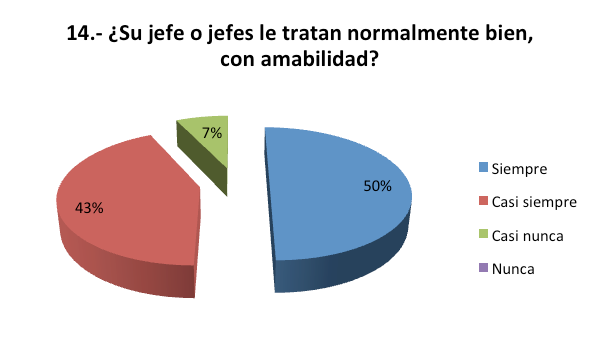 14.- ¿Su jefe o jefes le tratan normalmente bien,
con amabilidad?
7%
50%
43%
Siempre
Casi siempre
Casi nunca
Nunca